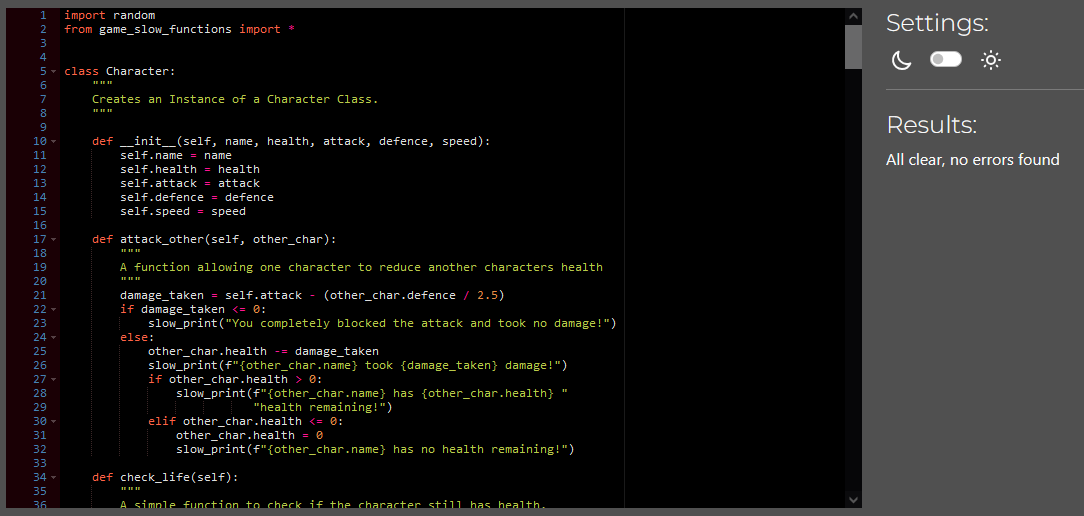 1 import random
2 from game_slow_functions import *
3
4
5 class Character:
6     """
7     Creates an Instance of a Character Class.
8     """
9
10     def __init__(self, name, health, attack, defence, speed):
11         self.name = name
12         self.health = health
13         self.attack = attack
14         self.defence = defence
15         self.speed = speed
16
17     def attack_other(self, other_char):
18         """
19         A function allowing one character to reduce another characters health
20         """
21         damage_taken = self.attack - (other_char.defence / 2.5)
22         if damage_taken <= 0:
23             slow_print("You completely blocked the attack and took no damage!")
24         else:
25             other_char.health -= damage_taken
26             slow_print(f"{other_char.name} took {damage_taken} damage!")
27             if other_char.health > 0:
28                 slow_print(f"{other_char.name} has {other_char.health} "
29                            "health remaining!")
30             elif other_char.health <= 0:
31                 other_char.health = 0
32                 slow_print(f"{other_char.name} has no health remaining!")
33
34     def check_life(self):
35         """
36         A simple function to check if the character still has health.
Settings:
Results:
All clear, no errors found